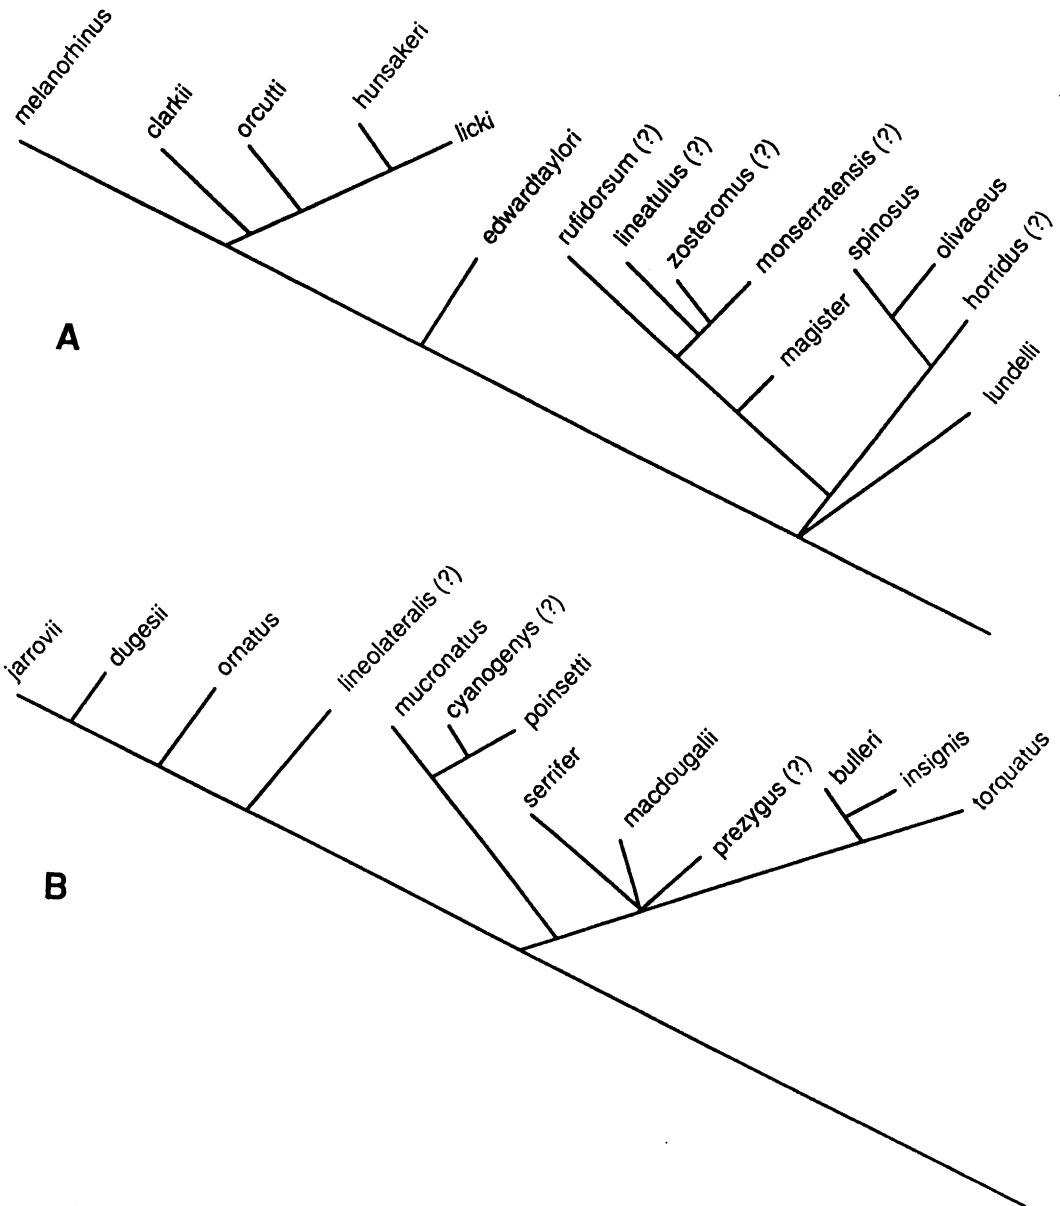 melanorhinus
clarkii
orcutti
hunsakeri
licki
edwardtaylori
rufidorsum (?)
lineatulus (?)
zosteromus (?)
monserratensis (?)
magister
spinosus
olivaceus
horridus (?)
lundelli
A
jarrovii
dugesii
ornatus
lineolateralis (?)
mucronatus
cyanogenys (?)
poinsetti
serrifer
macdougalii
prezygus (?)
bulleri
insignis
torquatus
B